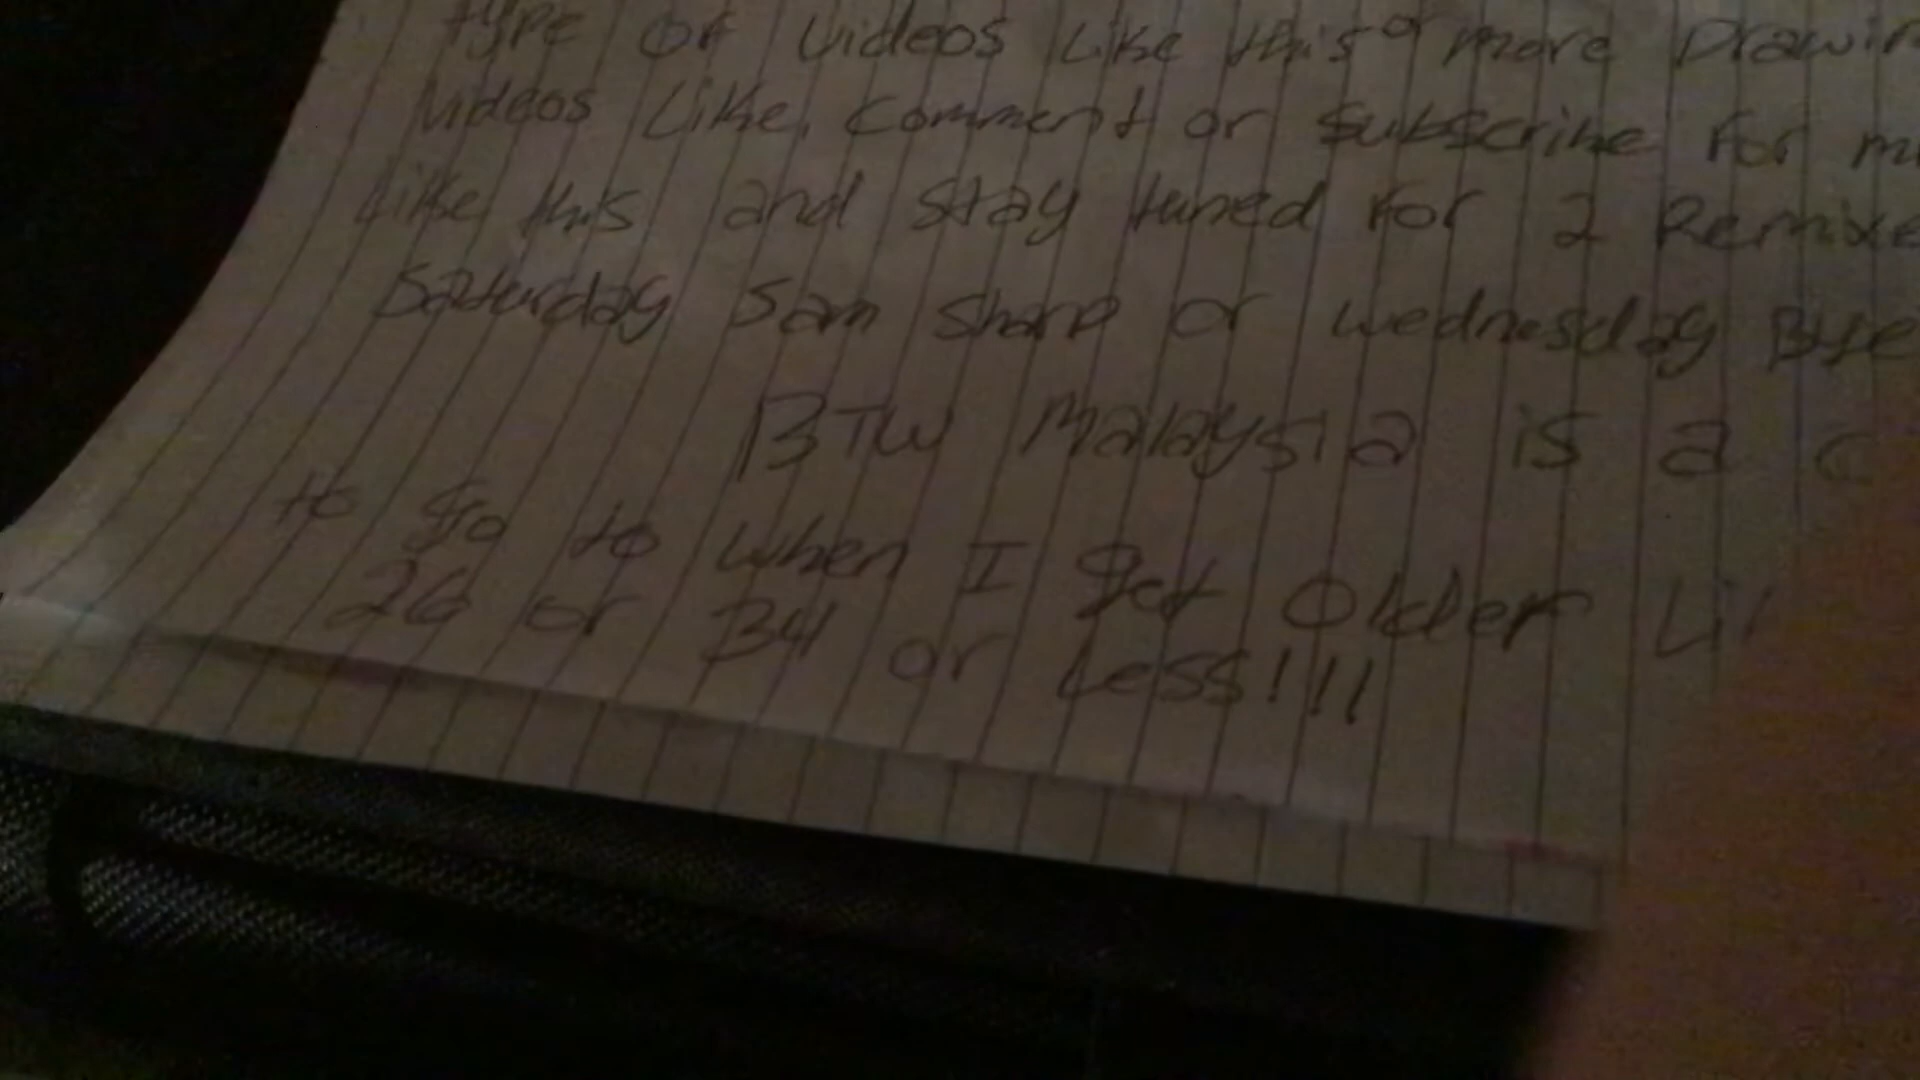 type of videos like this or more Drawin
videos Like, Comment or Subscribe for m
Like this and stay tuned for 2 Remixe
Saturday 5am sharp or wednesday Bye
BTW Malaysia is a c
to go to when I get Older Li
26 or 34 or Less!!!